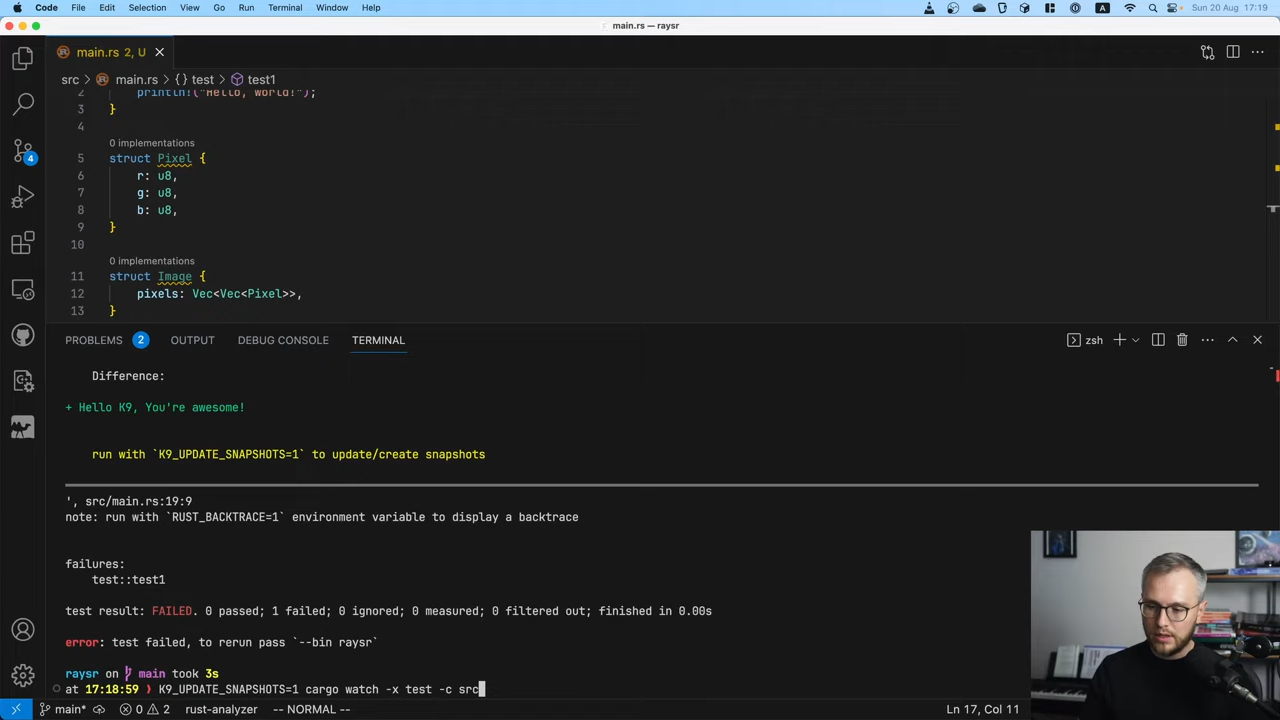 Code File Edit Selection View Go Run Terminal Window Help
A
Sun 20 Aug 17:19
main.rs — raysr
main.rs 2, U
src > main.rs > {} test > test1
2 println!("Hello, world!");
3 }
4
0 implementations
5 struct Pixel {
6 r: u8,
7 g: u8,
8 b: u8,
9 }
10
0 implementations
11 struct Image {
12 pixels: Vec<Vec<Pixel>>,
13 }
4
PROBLEMS 2 OUTPUT DEBUG CONSOLE TERMINAL
zsh
Difference:
+ Hello K9, You're awesome!
run with `K9_UPDATE_SNAPSHOTS=1` to update/create snapshots
', src/main.rs:19:9
note: run with `RUST_BACKTRACE=1` environment variable to display a backtrace
failures:
test::test1
test result: FAILED. 0 passed; 1 failed; 0 ignored; 0 measured; 0 filtered out; finished in 0.00s
error: test failed, to rerun pass `--bin raysr`
raysr on main took 3s
at 17:18:59 ❯ K9_UPDATE_SNAPSHOTS=1 cargo watch -x test -c src
main* 0 2 rust-analyzer -- NORMAL --
Ln 17, Col 11